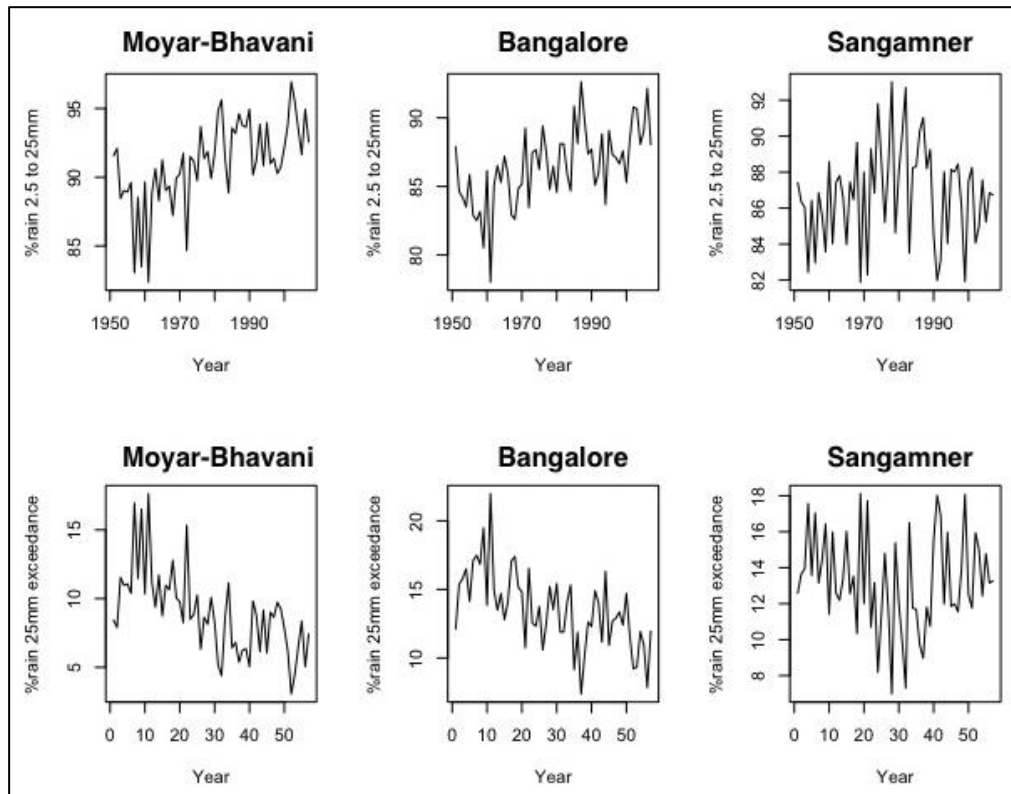 Moyar-Bhavani
%rain 2.5 to 25mm
95
90
85
1950 1970 1990
Year
Bangalore
%rain 2.5 to 25mm
90
85
80
1950 1970 1990
Year
Sangamner
%rain 2.5 to 25mm
92
90
88
86
84
82
1950 1970 1990
Year
Moyar-Bhavani
%rain 25mm exceedance
15
10
5
0 10 20 30 40 50
Year
Bangalore
%rain 25mm exceedance
20
15
10
0 10 20 30 40 50
Year
Sangamner
%rain 25mm exceedance
18
16
14
12
10
8
0 10 20 30 40 50
Year